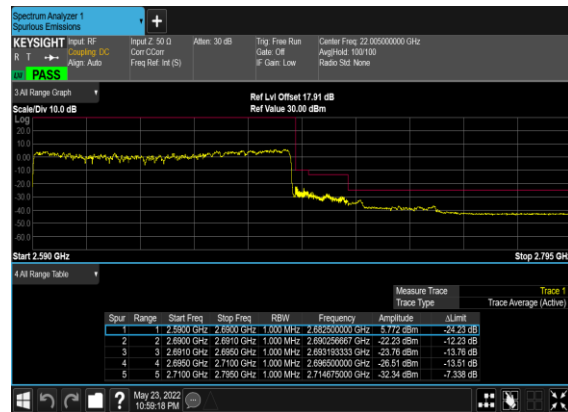 Spectrum Analyzer 1
Spurious Emissions
KEYSIGHT Input: RF Input Z: 50 Ω Atten: 30 dB Trig: Free Run Center Freq: 22.005000000 GHz
R T Coupling: DC Corr CCorr Gate: Off Avg|Hold: 100/100
Align: Auto Freq Ref: Int (S) IF Gain: Low Radio Std: None
PASS
3 All Range Graph
Ref Lvl Offset 17.91 dB
Scale/Div 10.0 dB Ref Value 30.00 dBm
Log
20.0
10.0
0.00
-10.0
-20.0
-30.0
-40.0
-50.0
-60.0
Start 2.590 GHz Stop 2.795 GH
4 All Range Table
Measure Trace Trace 1
Trace Type Trace Average (Active)
Spur Range Start Freq Stop Freq RBW Frequency Amplitude ΔLimit
1 1 2.5900 GHz 2.6900 GHz 1.000 MHz 2.682500000 GHz 5.772 dBm -24.23 dB
2 2 2.6900 GHz 2.6910 GHz 1.000 MHz 2.690256667 GHz -22.23 dBm -12.23 dB
3 3 2.6910 GHz 2.6950 GHz 1.000 MHz 2.693193333 GHz -23.76 dBm -13.76 dB
4 4 2.6950 GHz 2.7100 GHz 1.000 MHz 2.696500000 GHz -26.51 dBm -13.51 dB
5 5 2.7100 GHz 2.7950 GHz 1.000 MHz 2.714675000 GHz -32.34 dBm -7.338 dB
May 23, 2022
10:59:18 PM